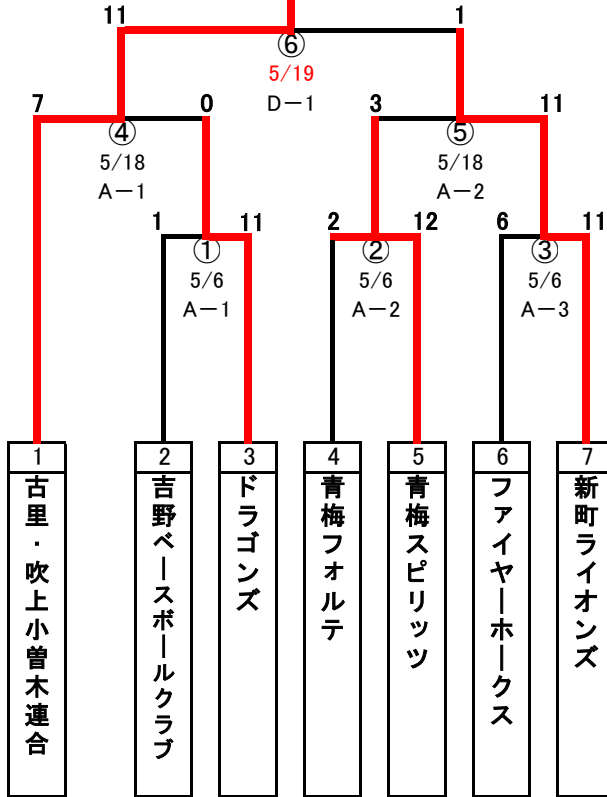 11
1
⑥
5/19
D－1
7
0
3
11
④
⑤
5/18
5/18
A－1
A－2
1
11
2
12
6
11
①
②
③
5/6
5/6
5/6
A－1
A－2
A－3
1
2
3
4
5
6
7
古里・吹上小曽木連合
吉野ベースボールクラブ
ドラゴンズ
青梅フォルテ
青梅スピリッツ
ファイヤーホークス
新町ライオンズ